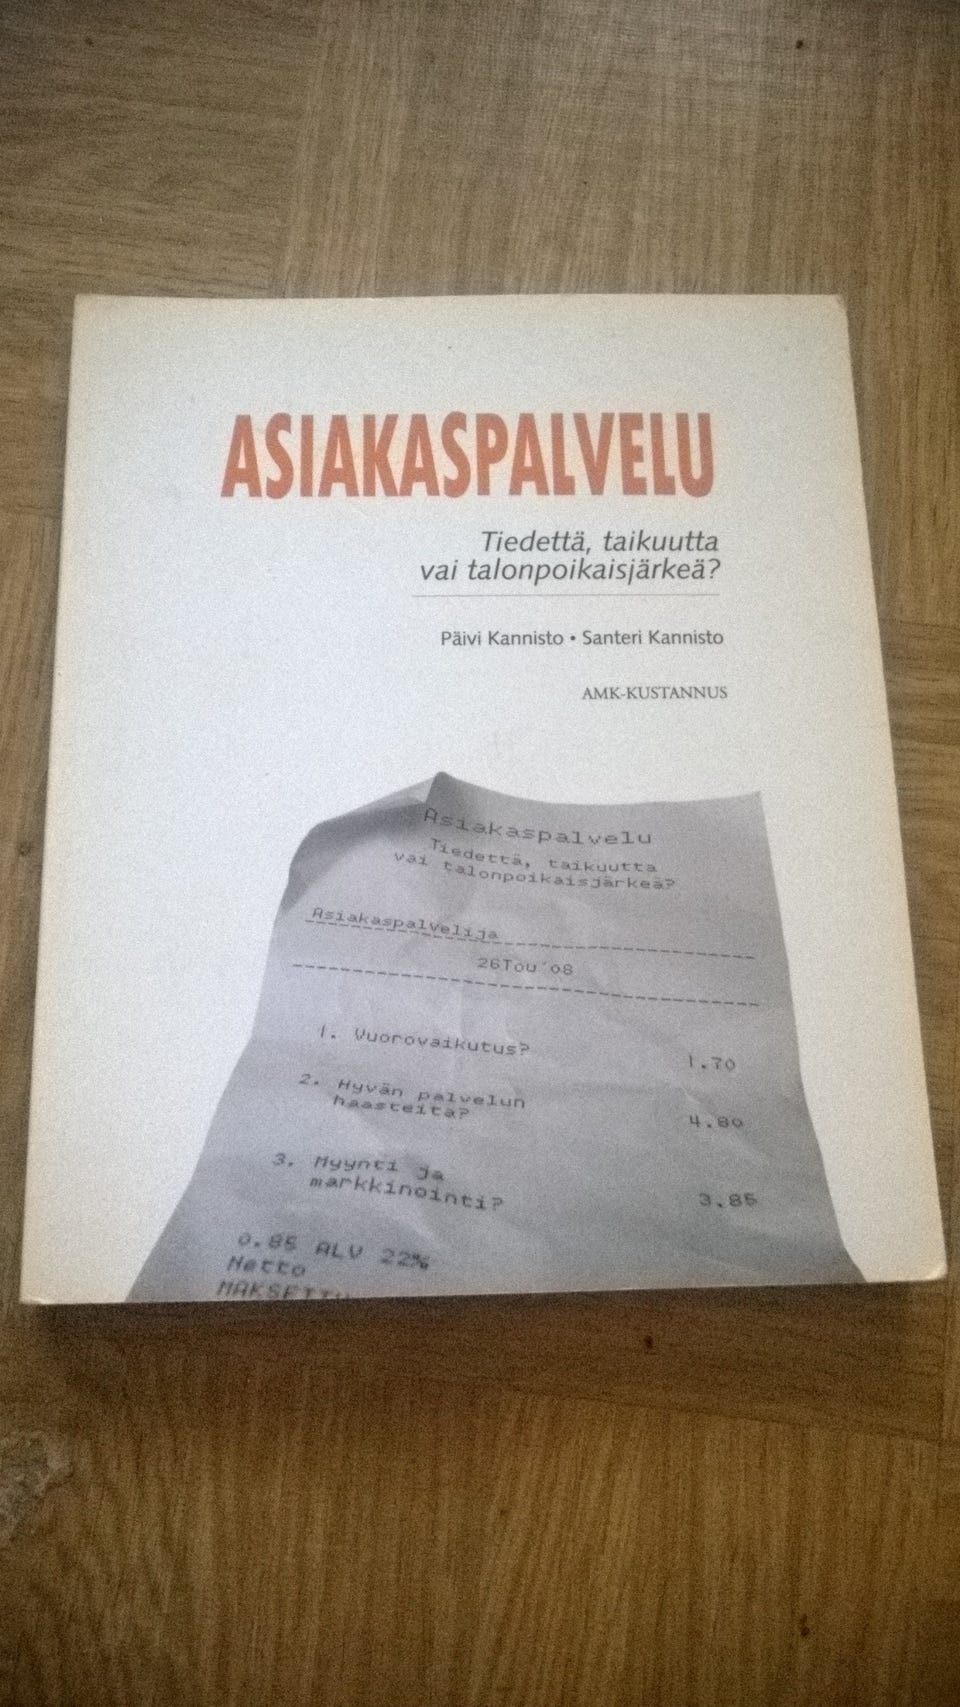 ASIAKASPALVELU
Tiedettä, taikuutta
vai talonpoikaisjärkeä?
Päivi Kannisto • Santeri Kannisto
AMK-KUSTANNUS
Asiakaspalvelu
Tiedettä, taikuutta
vai talonpoikaisjärkeä?
Asiakaspalvelija
26Tou'08
1. Vuorovaikutus? 1.70
2. Hyvän palvelun
haasteita? 4.80
3. Myynti ja
markkinointi? 3.85
0.85 ALV 22%
Netto